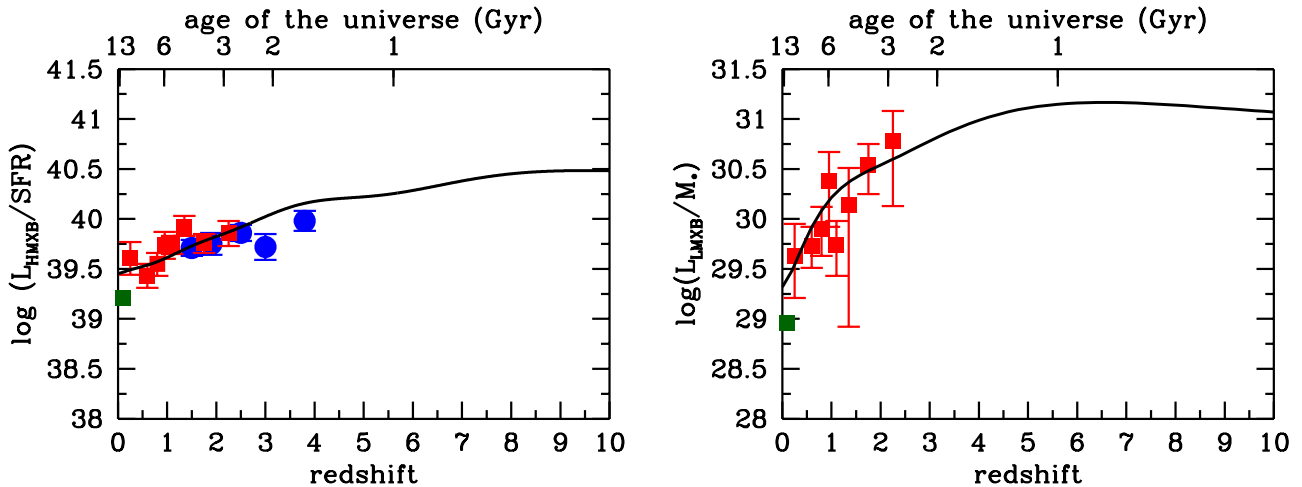 age of the universe (Gyr)
13 6 3 2 1
41.5
41
40.5
40
39.5
39
38.5
38
log (L_HMXB/SFR)
0 1 2 3 4 5 6 7 8 9 10
redshift
age of the universe (Gyr)
13 6 3 2 1
31.5
31
30.5
30
29.5
29
28.5
28
log(L_LMXB/M*)
0 1 2 3 4 5 6 7 8 9 10
redshift